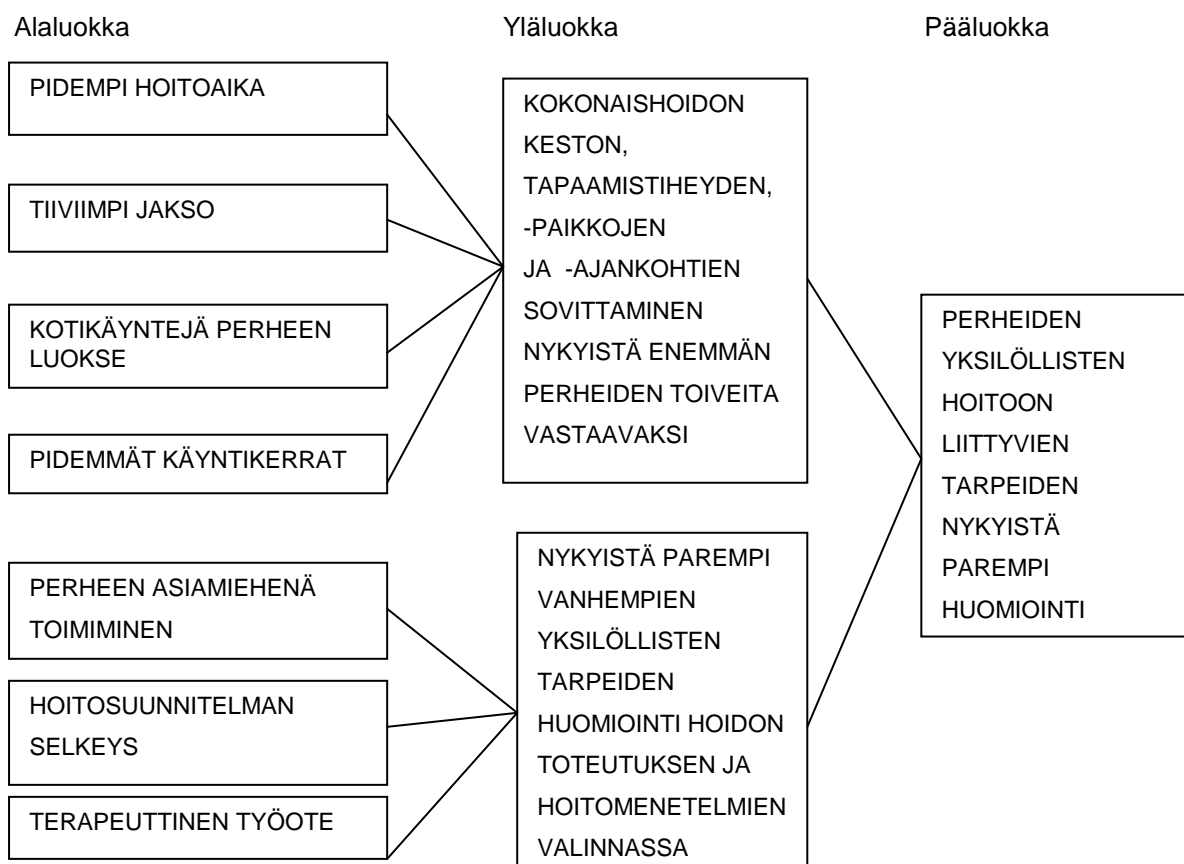 Alaluokka
Yläluokka
Pääluokka
PIDEMPI HOITOAIKA
TIIVIIMPI JAKSO
KOTIKÄYNTEJÄ PERHEEN
LUOKSE
PIDEMMÄT KÄYNTIKERRAT
PERHEEN ASIAMIEHENÄ
TOIMIMINEN
HOITOSUUNNITELMAN
SELKEYS
TERAPEUTTINEN TYÖOTE
KOKONAISHOIDON
KESTON,
TAPAAMISTIHEYDEN,
-PAIKKOJEN
JA -AJANKOHTIEN
SOVITTAMINEN
NYKYISTÄ ENEMMÄN
PERHEIDEN TOIVEITA
VASTAAVAKSI
NYKYISTÄ PAREMPI
VANHEMPIEN
YKSILÖLLISTEN
TARPEIDEN
HUOMIOINTI HOIDON
TOTEUTUKSEN JA
HOITOMENETELMIEN
VALINNASSA
PERHEIDEN
YKSILÖLLISTEN
HOITOON
LIITTYVIEN
TARPEIDEN
NYKYISTÄ
PAREMPI
HUOMIOINTI